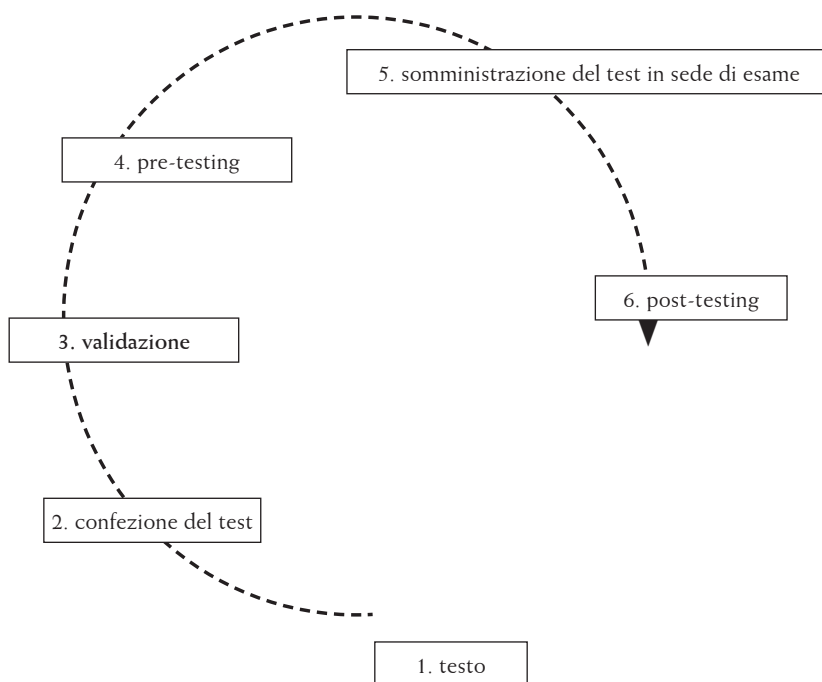 5. somministrazione del test in sede di esame
4. pre-testing
6. post-testing
3. validazione
2. confezione del test
1. testo